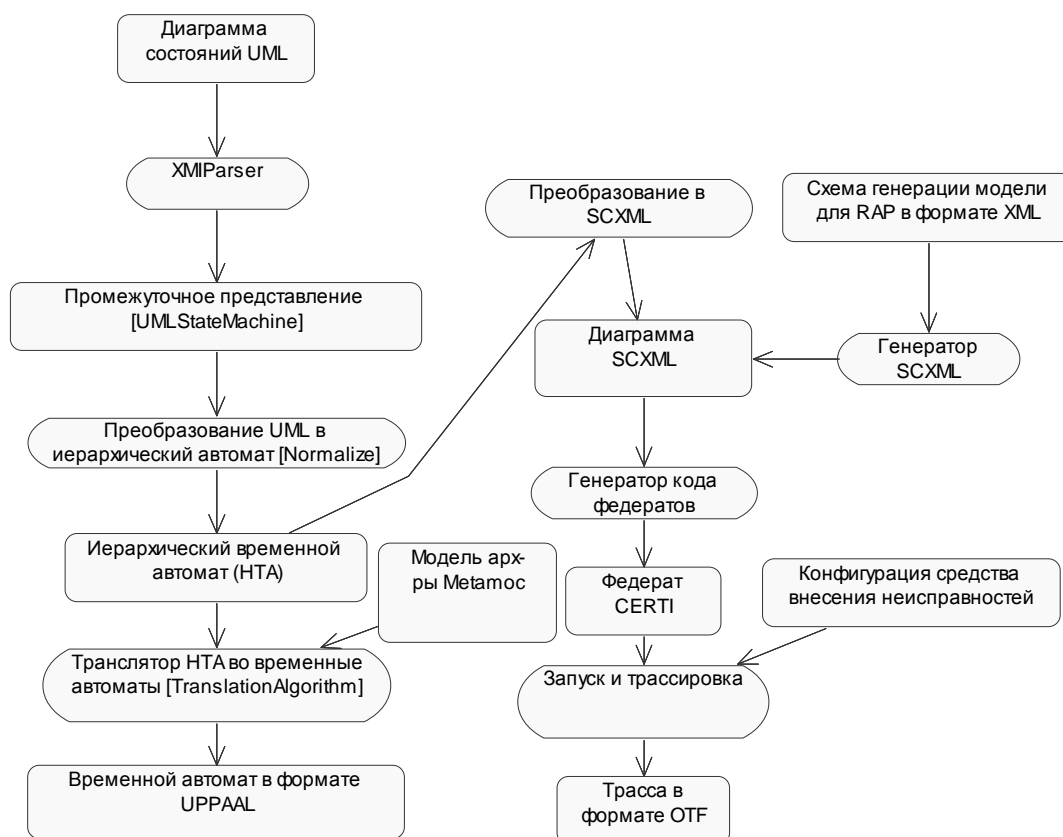 Диаграмма
состояний UML
XMIParser
Промежуточное представление
[UMLStateMachine]
Преобразование UML в
иерархический автомат [Normalize]
Иерархический временной
автомат (HTA)
Модель арх-
ры Metamoc
Транслятор HTA во временные
автоматы [TranslationAlgorithm]
Временной автомат в формате
UPPAAL
Преобразование в
SCXML
Схема генерации модели
для RAP в формате XML
Диаграмма
SCXML
Генератор
SCXML
Генератор кода
федератов
Федерат
CERTI
Конфигурация средства
внесения неисправностей
Запуск и трассировка
Трасса в
формате OTF